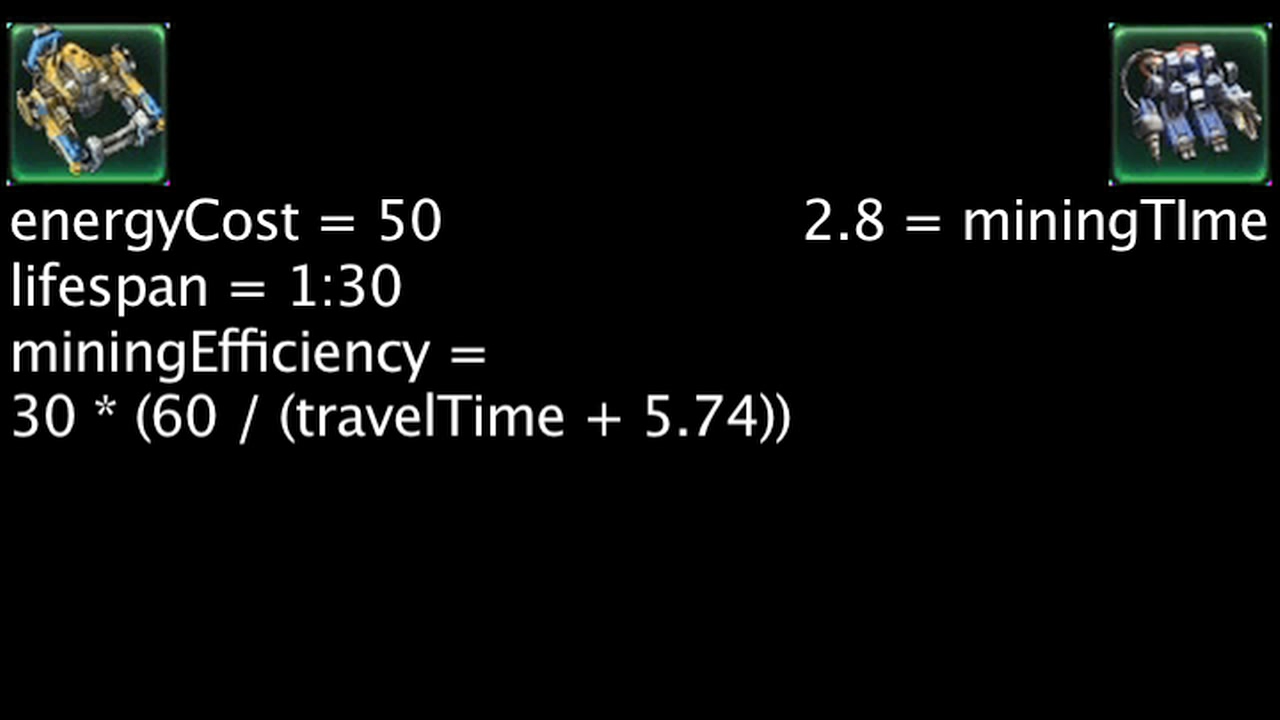 energyCost = 50
2.8 = miningTIme
lifespan = 1:30
miningEfficiency =
30 * (60 / (travelTime + 5.74))